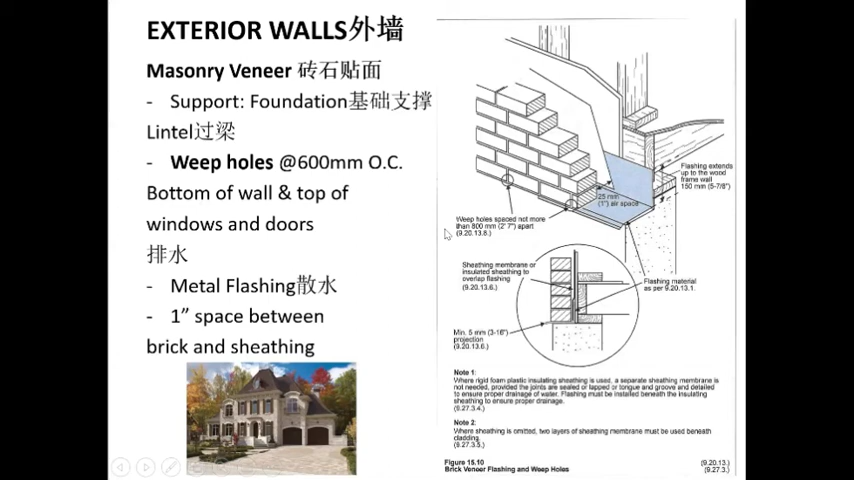 EXTERIOR WALLS外墙
Masonry Veneer 砖石贴面
- Support: Foundation基础支撑
Lintel过梁
- Weep holes @600mm O.C.
Bottom of wall & top of
windows and doors
排水
- Metal Flashing散水
- 1” space between
brick and sheathing
Flashing extends
up to the wood
frame wall
150 mm (5-7/8")
25 mm
(1") air space
Weep holes spaced not more
than 800 mm (2' 7") apart
(9.20.13.8.)
Sheathing membrane or
insulated sheathing to
overlap flashing
(9.20.13.6.)
Flashing material
as per 9.20.13.1.
Min. 5 mm (3-16")
projection
(9.20.13.6.)
Note 1:
Where rigid foam plastic insulating sheathing is used, a separate sheathing membrane is
not needed, provided the joints are sealed or lapped or tongue and groove and detailed
to ensure proper drainage of water. Flashing must be installed beneath the insulating
sheathing to ensure proper drainage.
(9.27.3.4.)
Note 2:
Where sheathing is omitted, two layers of sheathing membrane must be used beneath
cladding.
(9.27.3.5.)
Figure 15.10
Brick Veneer Flashing and Weep Holes
(9.20.13.)
(9.27.3.)